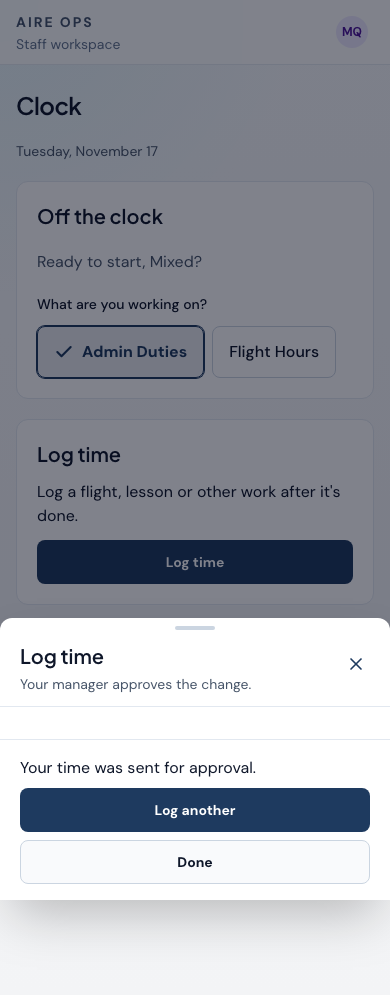 AIRE OPS
Staff workspace
MQ
Clock
Tuesday, November 17
Off the clock
Ready to start, Mixed?
What are you working on?
Admin Duties
Flight Hours
Log time
Log a flight, lesson or other work after it's
done.
Log time
Log time
Your manager approves the change.
Your time was sent for approval.
Log another
Done